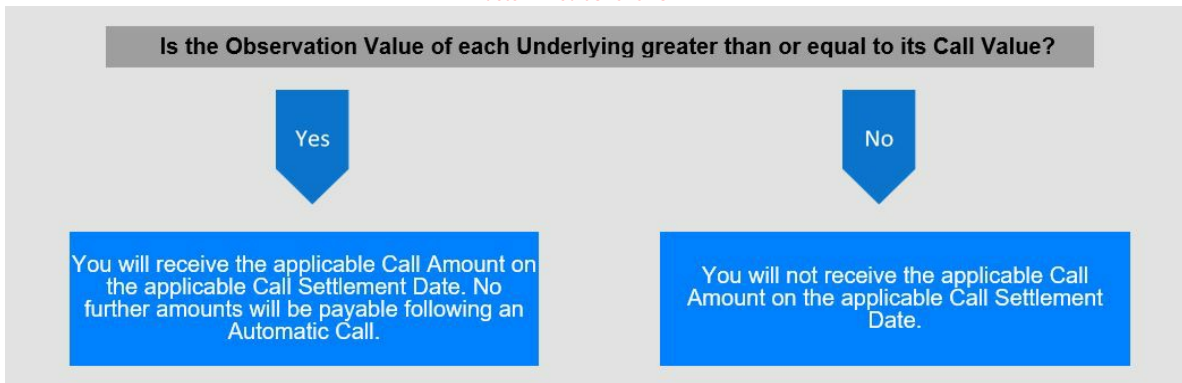 Is the Observation Value of each Underlying greater than or equal to its Call Value?
Yes
No
You will receive the applicable Call Amount on
the applicable Call Settlement Date. No
further amounts will be payable following an
Automatic Call.
You will not receive the applicable Call
Amount on the applicable Call Settlement
Date.